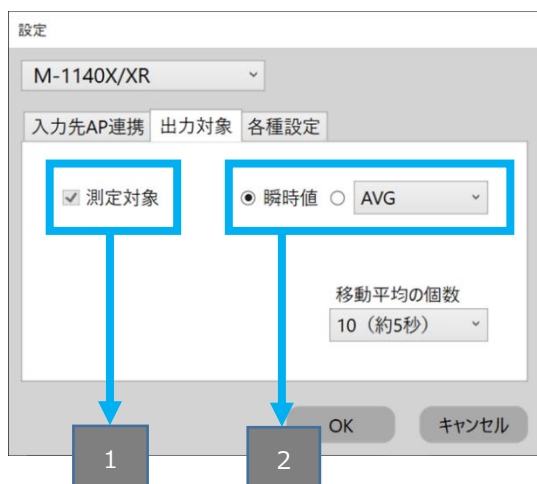 設定
M-1140X/XR
入力先AP連携 出力対象 各種設定
測定対象 瞬時値 AVG
移動平均の個数
10（約5秒）
OK キャンセル
1 2